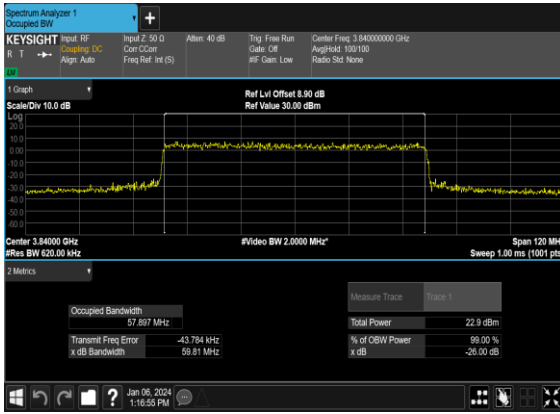 Spectrum Analyzer 1
Occupied BW
+
KEYSIGHT
R T
LXI
Input: RF
Coupling: DC
Align: Auto
Input Z: 50 Ω
Corr CCorr
Freq Ref: Int (S)
Atten: 40 dB
Trig: Free Run
Gate: Off
#IF Gain: Low
Center Freq: 3.840000000 GHz
Avg|Hold: 100/100
Radio Std: None
1 Graph
Scale/Div 10.0 dB
Ref Lvl Offset 8.90 dB
Ref Value 30.00 dBm
Log
20.0
10.0
0.00
-10.0
-20.0
-30.0
-40.0
-50.0
-60.0
Center 3.84000 GHz
#Res BW 620.00 kHz
#Video BW 2.0000 MHz*
Span 120 MH
Sweep 1.00 ms (1001 pts
2 Metrics
Measure Trace
Trace 1
Occupied Bandwidth
57.897 MHz
Total Power
22.9 dBm
Transmit Freq Error
-43.784 kHz
% of OBW Power
99.00 %
x dB Bandwidth
59.81 MHz
x dB
-26.00 dB
?
Jan 06, 2024
1:16:55 PM